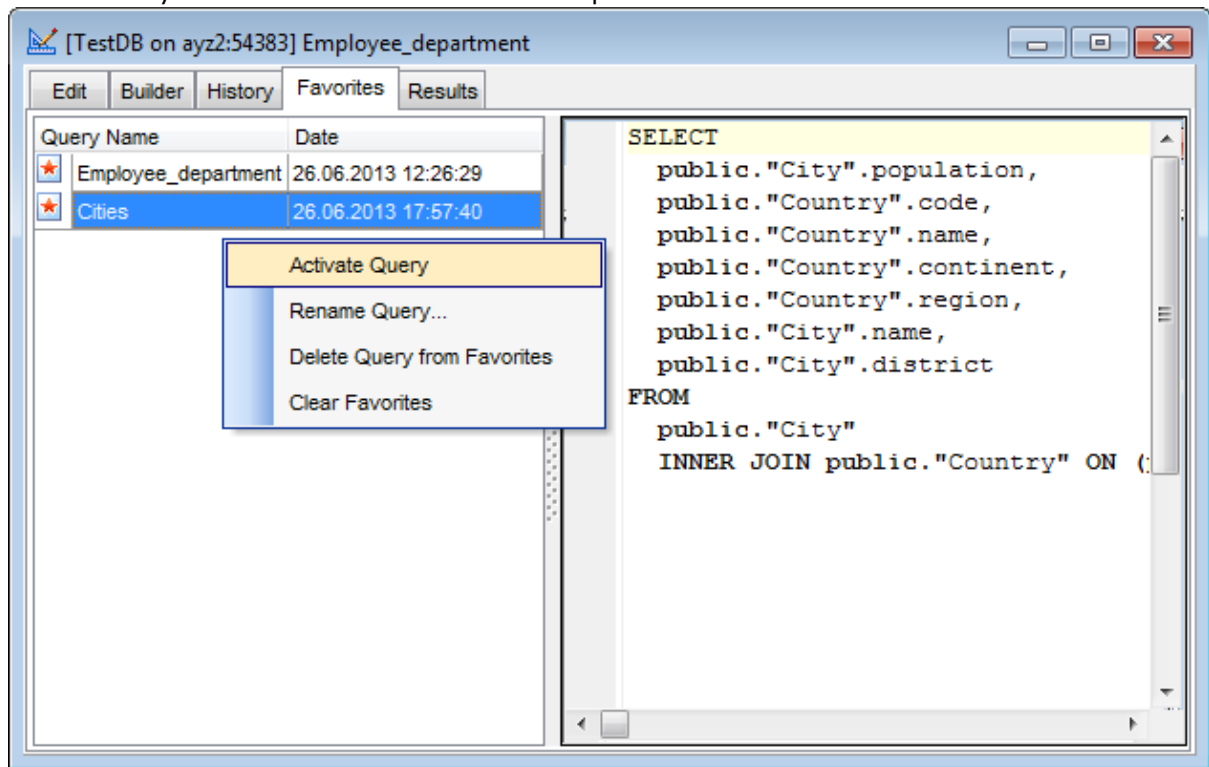 [TestDB on ayz2:54383] Employee_department
Edit Builder History Favorites Results
Query Name Date
Employee_department 26.06.2013 12:26:29
Cities 26.06.2013 17:57:40
Activate Query
Rename Query...
Delete Query from Favorites
Clear Favorites
SELECT
public."City".population,
public."Country".code,
public."Country".name,
public."Country".continent,
public."Country".region,
public."City".name,
public."City".district
FROM
public."City"
INNER JOIN public."Country" ON (